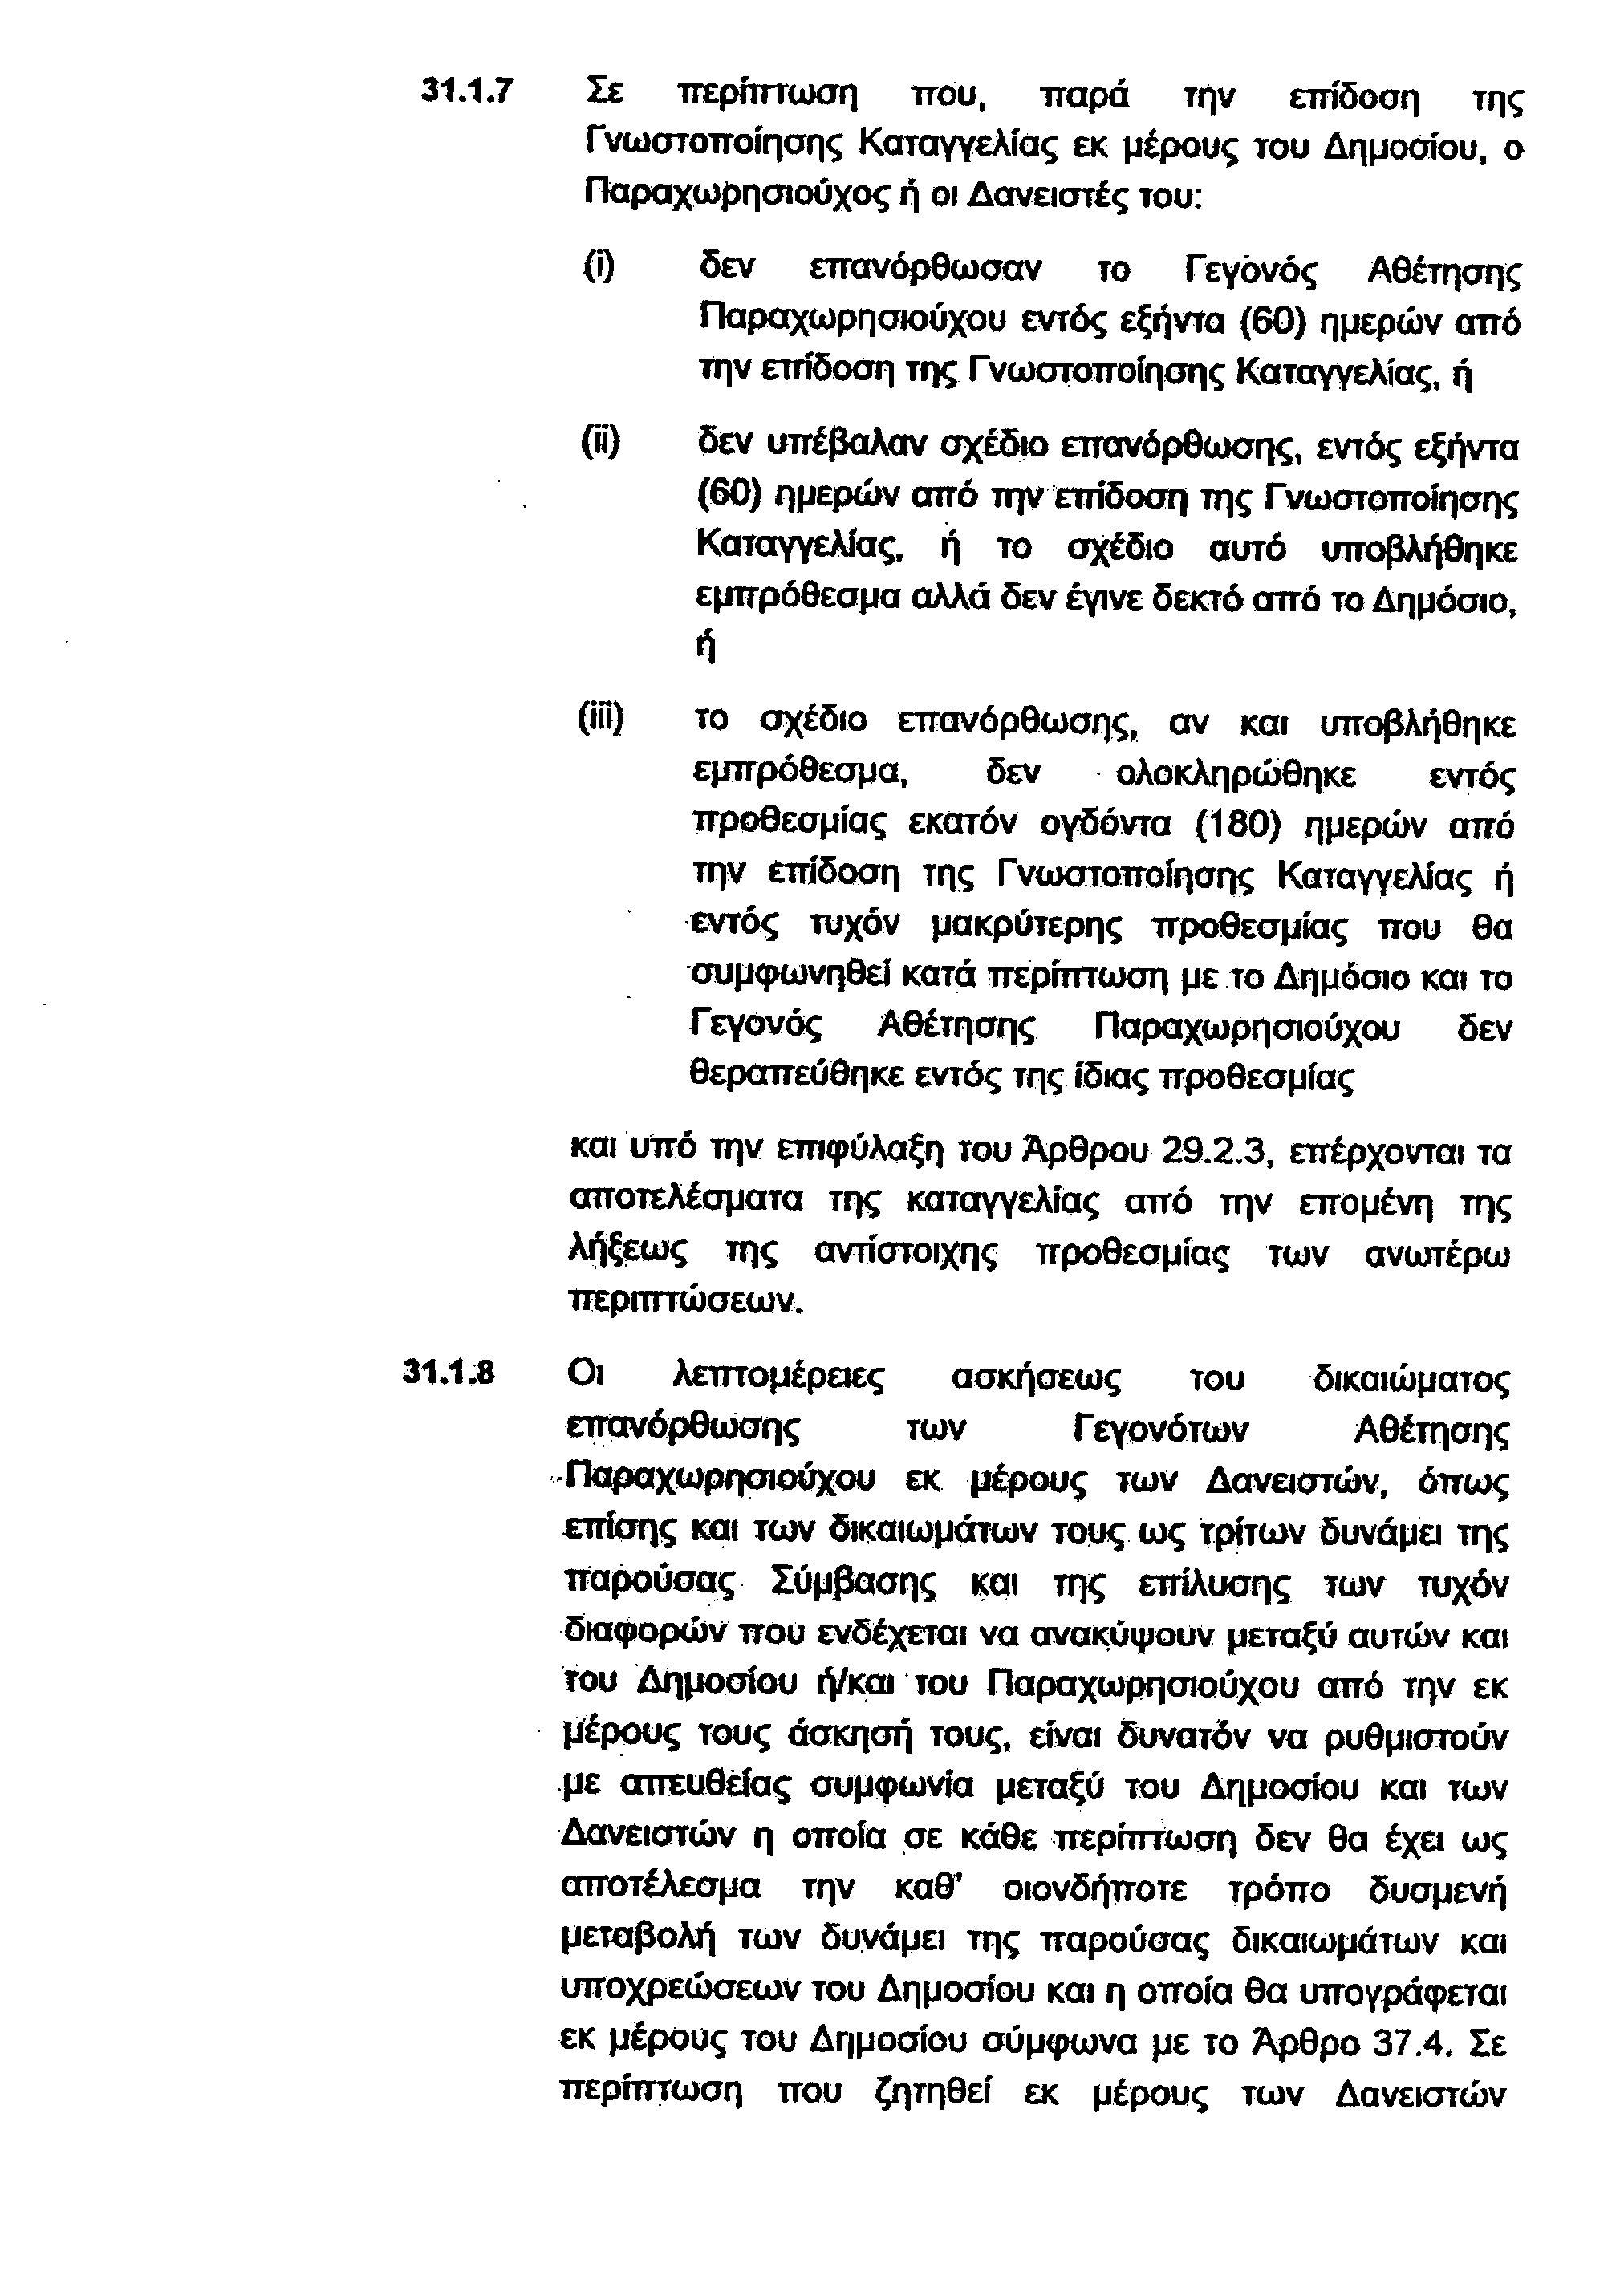 31.1.7 Σε περίπτωση που, παρά την επίδοση της
Γνωστοποίησης Καταγγελίας εκ μέρους του Δημοσίου, ο
Παραχωρησιούχος ή οι Δανειστές του:
(i) δεν επανόρθωσαν το Γεγονός Αθέτησης
Παραχωρησιούχου εντός εξήντα (60) ημερών από
την επίδοση της Γνωστοποίησης Καταγγελίας, ή
(ii) δεν υπέβαλαν σχέδιο επανόρθωσης, εντός εξήντα
(60) ημερών από την επίδοση της Γνωστοποίησης
Καταγγελίας, ή το σχέδιο αυτό υποβλήθηκε
εμπρόθεσμα αλλά δεν έγινε δεκτό από το Δημόσιο,
ή
(iii) το σχέδιο επανόρθωσης, αν και υποβλήθηκε
εμπρόθεσμα, δεν ολοκληρώθηκε εντός
προθεσμίας εκατόν ογδόντα (180) ημερών από
την επίδοση της Γνωστοποίησης Καταγγελίας ή
εντός τυχόν μακρύτερης προθεσμίας που θα
συμφωνηθεί κατά περίπτωση με το Δημόσιο και το
Γεγονός Αθέτησης Παραχωρησιούχου δεν
θεραπεύθηκε εντός της ίδιας προθεσμίας
και υπό την επιφύλαξη του Άρθρου 29.2.3, επέρχονται τα
αποτελέσματα της καταγγελίας από την επομένη της
λήξεως της αντίστοιχης προθεσμίας των ανωτέρω
περιπτώσεων.
31.1.8 Οι λεπτομέρειες ασκήσεως του δικαιώματος
επανόρθωσης των Γεγονότων Αθέτησης
Παραχωρησιούχου εκ μέρους των Δανειστών, όπως
επίσης και των δικαιωμάτων τους ως τρίτων δυνάμει της
παρούσας Σύμβασης και της επίλυσης των τυχόν
διαφορών που ενδέχεται να ανακύψουν μεταξύ αυτών και
του Δημοσίου ή/και του Παραχωρησιούχου από την εκ
μέρους τους άσκησή τους, είναι δυνατόν να ρυθμιστούν
με απευθείας συμφωνία μεταξύ του Δημοσίου και των
Δανειστών η οποία σε κάθε περίπτωση δεν θα έχει ως
αποτέλεσμα την καθ' οιονδήποτε τρόπο δυσμενή
μεταβολή των δυνάμει της παρούσας δικαιωμάτων και
υποχρεώσεων του Δημοσίου και η οποία θα υπογράφεται
εκ μέρους του Δημοσίου σύμφωνα με το Άρθρο 37.4. Σε
περίπτωση που ζητηθεί εκ μέρους των Δανειστών